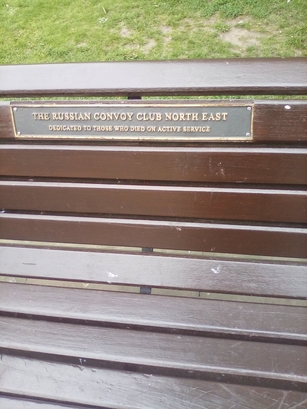 THE RUSSIAN CONVOY CLUB NORTH EAST
DEDICATED TO THOSE WHO DIED ON ACTIVE SERVICE